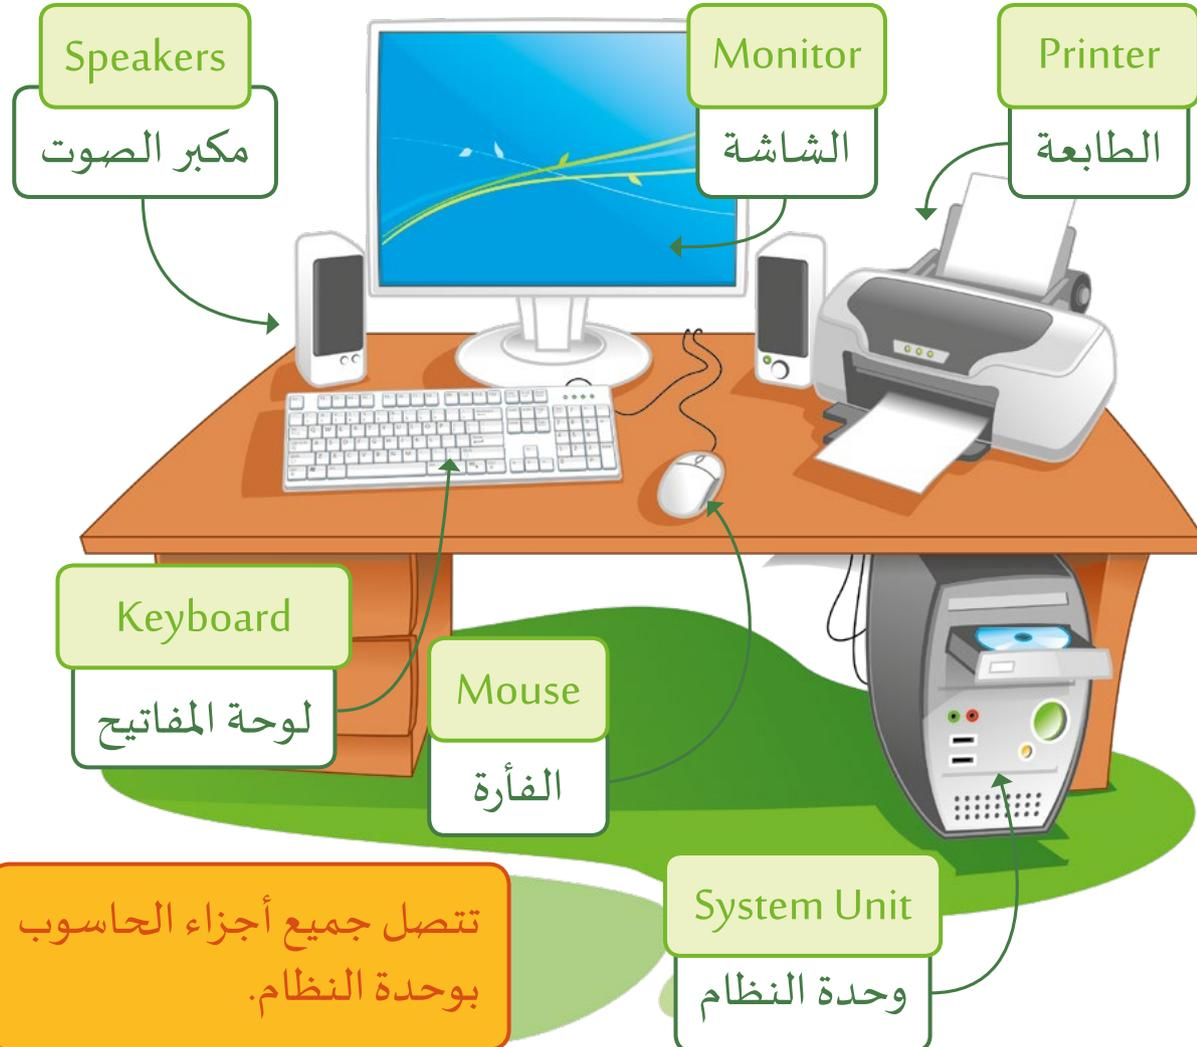 Speakers
مكبر الصوت
Monitor
الشاشة
Printer
الطابعة
Keyboard
لوحة المفاتيح
Mouse
الفأرة
System Unit
وحدة النظام
تتصل جميع أجزاء الحاسوب
بوحدة النظام.